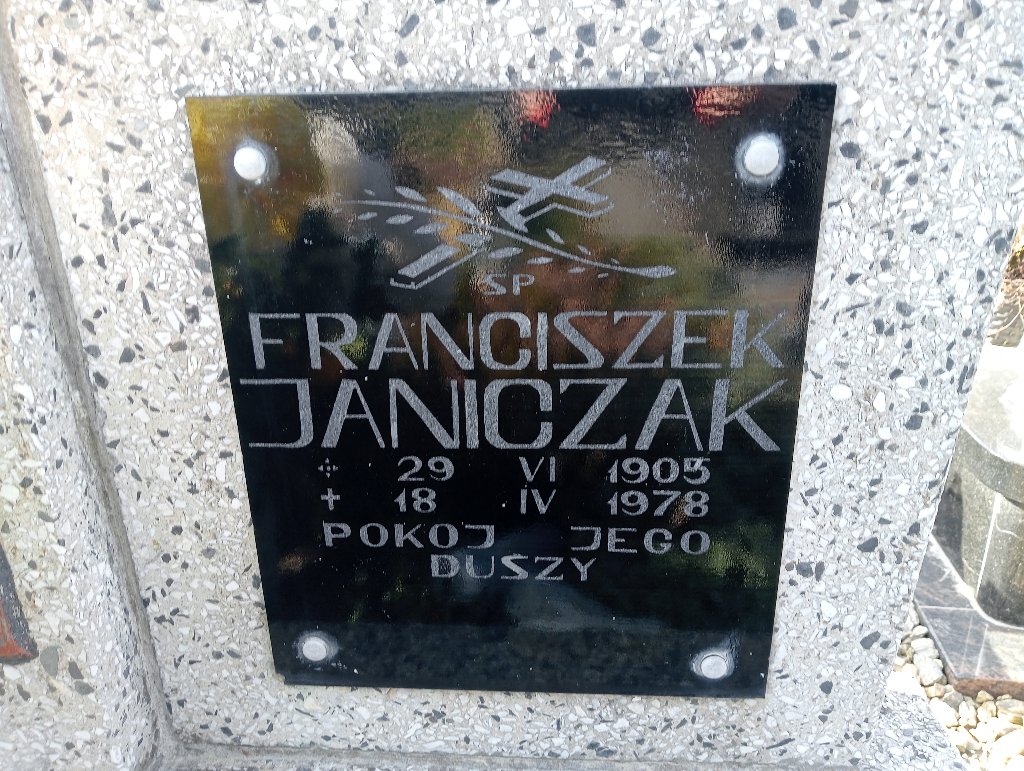 SP
FRANCISZEK
JANICZAK
29 VI 1905
✝ 18 IV 1978
POKOJ JEGO
DUSZY